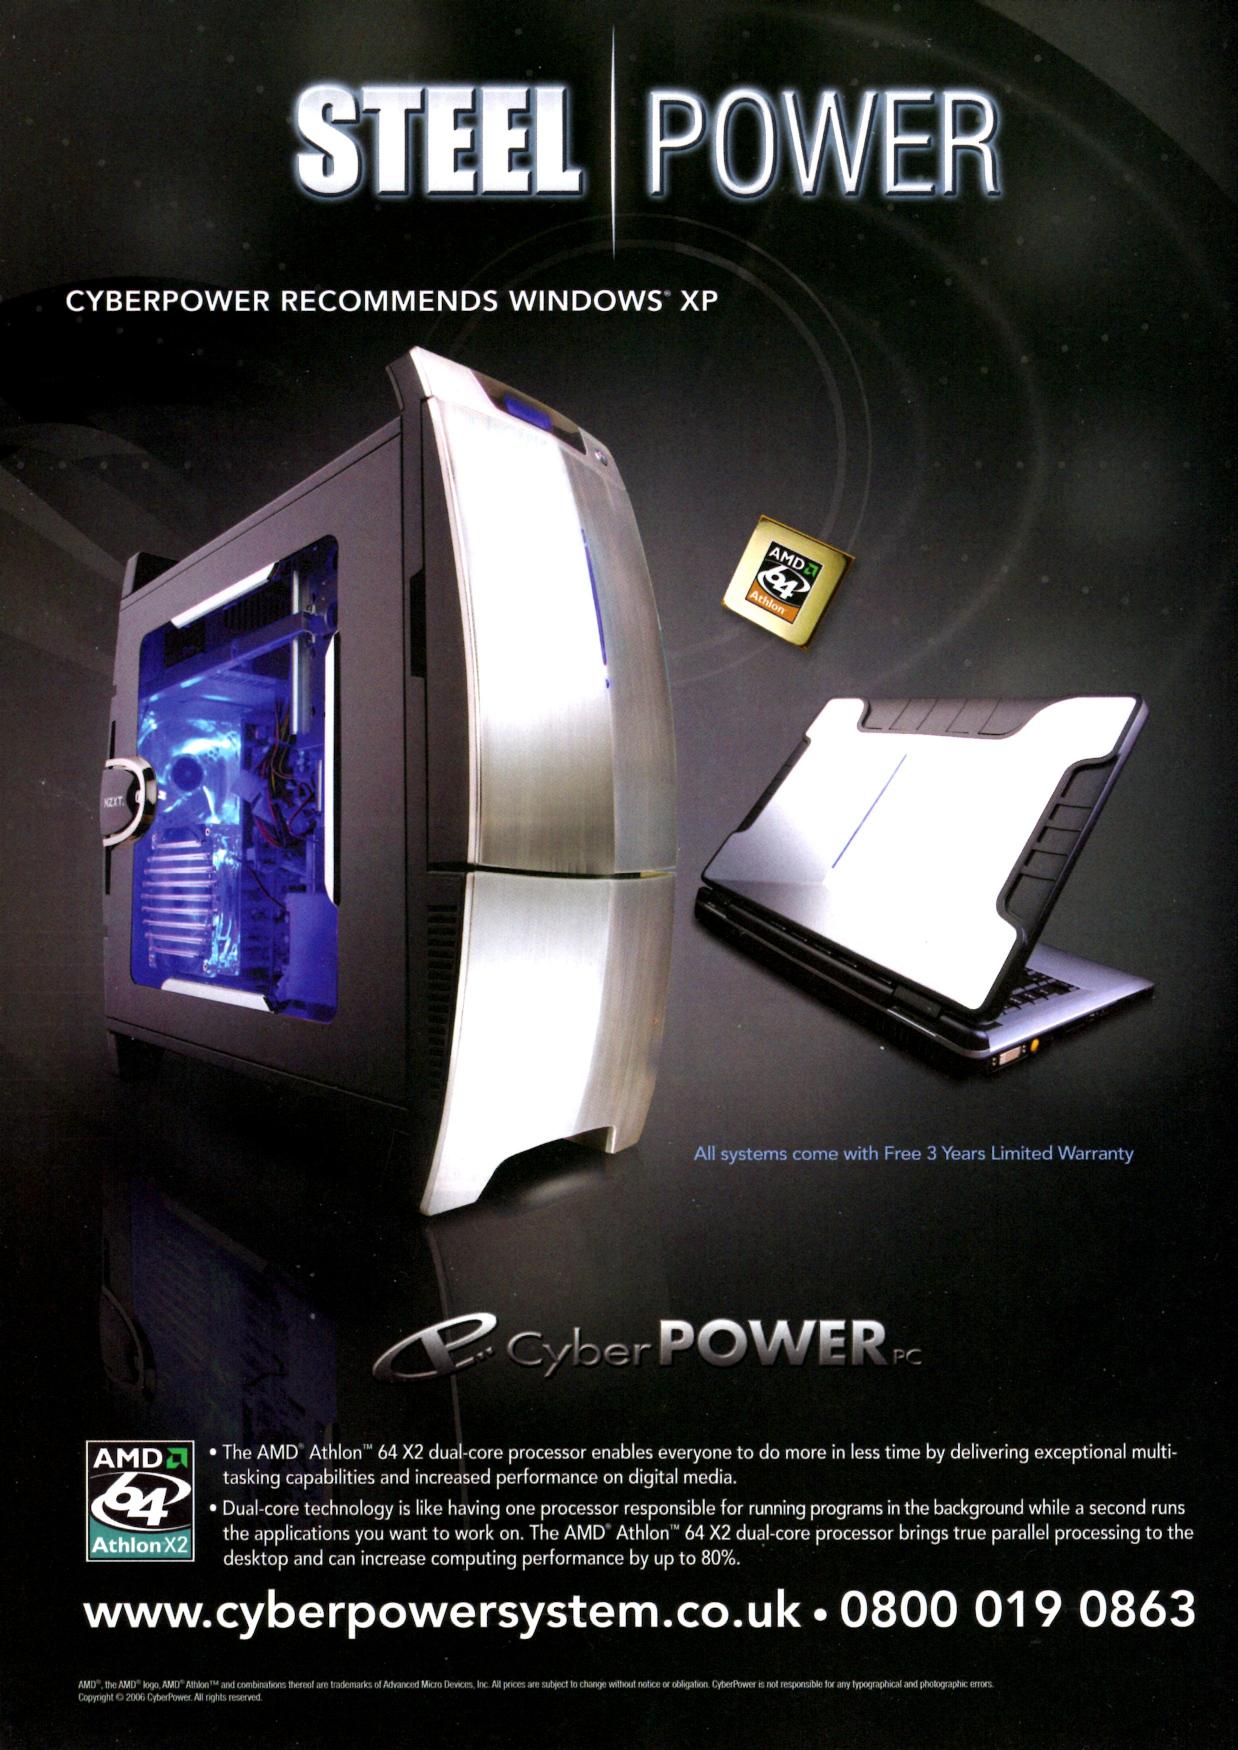 STEEL | POWER
CYBERPOWER RECOMMENDS WINDOWS® XP
AMD
64
Athlon™
NZXT
All systems come with Free 3 Years Limited Warranty
CyberPOWER PC
AMD
64
Athlon X2
• The AMD® Athlon™ 64 X2 dual-core processor enables everyone to do more in less time by delivering exceptional multi-
tasking capabilities and increased performance on digital media.
• Dual-core technology is like having one processor responsible for running programs in the background while a second runs
the applications you want to work on. The AMD® Athlon™ 64 X2 dual-core processor brings true parallel processing to the
desktop and can increase computing performance by up to 80%.
www.cyberpowersystem.co.uk • 0800 019 0863
AMD®, the AMD® logo, AMD® Athlon™ and combinations thereof are trademarks of Advanced Micro Devices, Inc. All prices are subject to change without notice or obligation. CyberPower is not responsible for any typographical and photographic errors.
Copyright © 2006 CyberPower. All rights reserved.